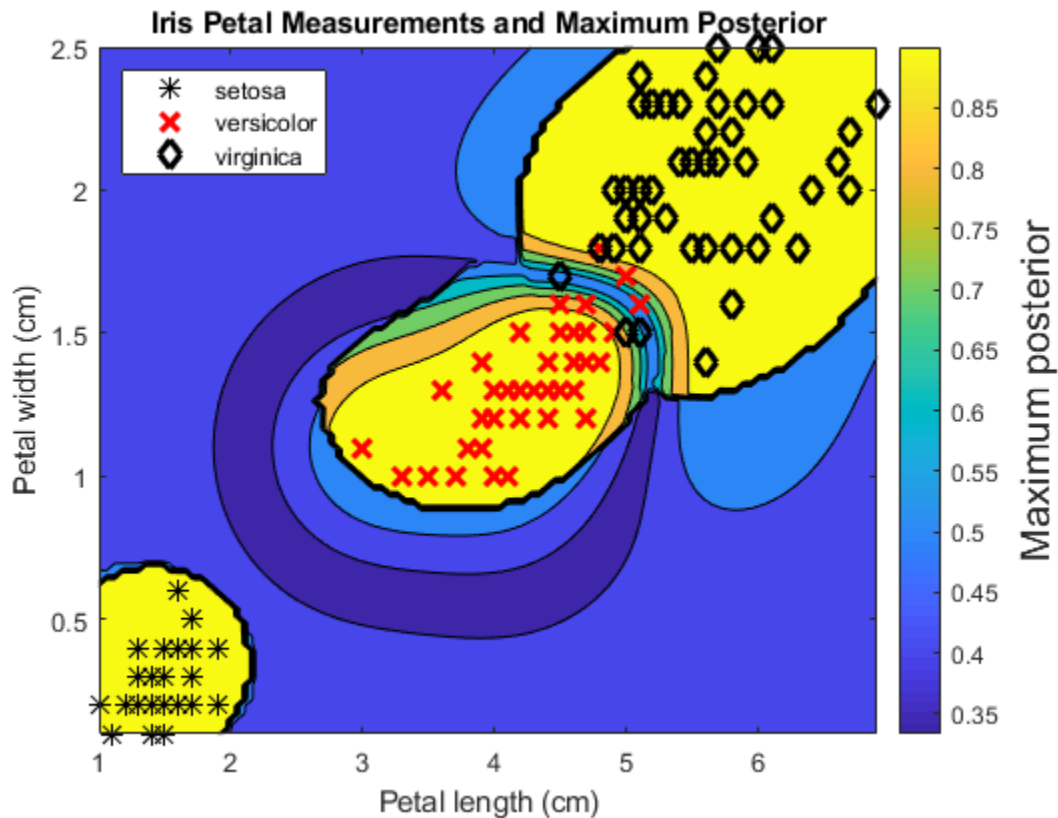 Iris Petal Measurements and Maximum Posterior
setosa
versicolor
virginica
2.5
2
1.5
1
0.5
Petal width (cm)
1 2 3 4 5 6
Petal length (cm)
0.85
0.8
0.75
0.7
0.65
0.6
0.55
0.5
0.45
0.4
0.35
Maximum posterior